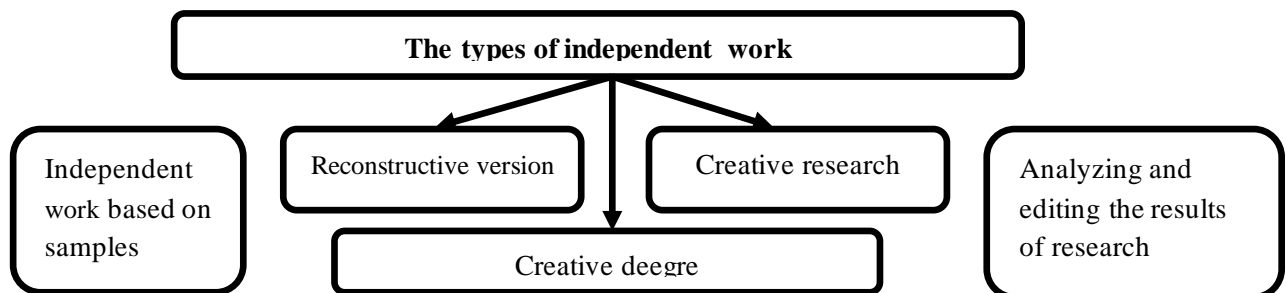 The types of independent work
Independent
work based on
samples
Reconstructive version
Creative research
Creative deegre
Analyzing and
editing the results
of research